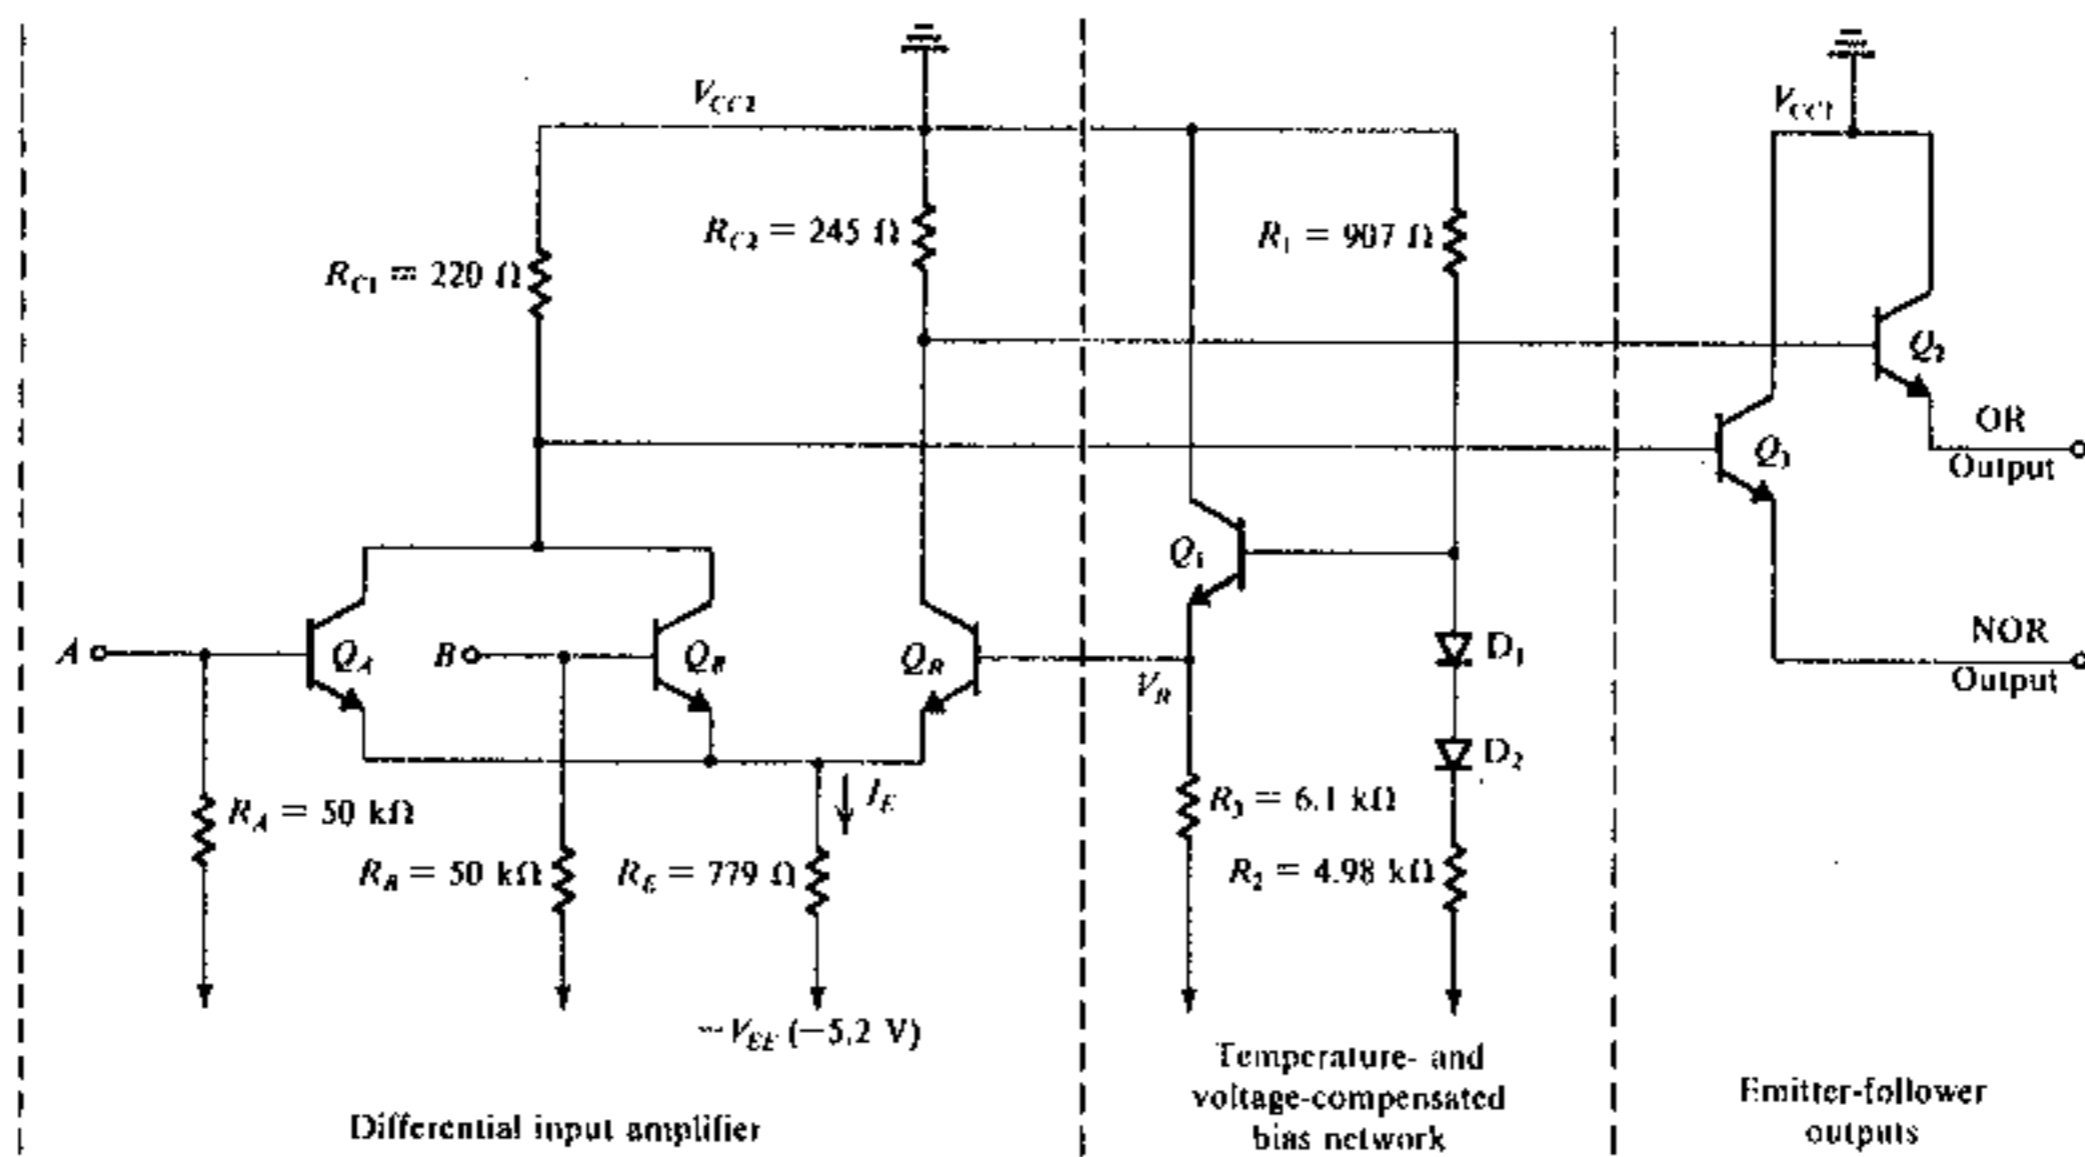 V_CC2
V_CC1
R_C2 = 245 Ω
R_1 = 907 Ω
R_C1 = 220 Ω
Q_2
OR
Output
Q_3
Q_1
A
Q_A
B
Q_B
Q_R
V_R
D_1
NOR
Output
D_2
I_E
R_A = 50 kΩ
R_3 = 6.1 kΩ
R_B = 50 kΩ
R_E = 779 Ω
R_2 = 4.98 kΩ
−V_EE (−5.2 V)
Temperature- and
voltage-compensated
bias network
Emitter-follower
outputs
Differential input amplifier